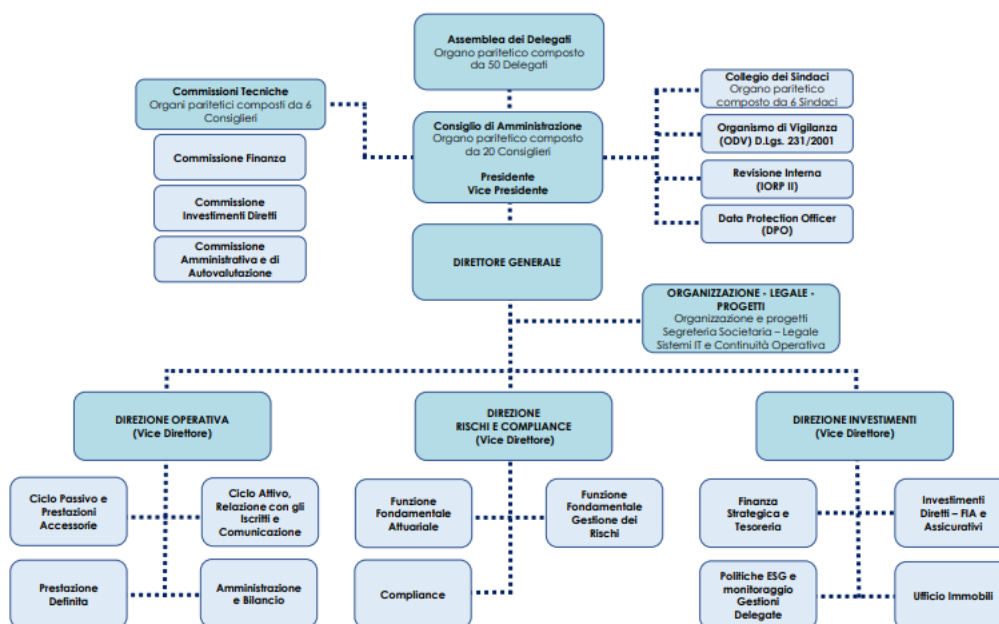 Assemblea dei Delegati
Organo paritetico composto
da 50 Delegati
Commissioni Tecniche
Organi paritetici composti da 6
Consiglieri
Commissione Finanza
Commissione
Investimenti Diretti
Commissione
Amministrativa e di
Autovalutazione
Consiglio di Amministrazione
Organo paritetico composto
da 20 Consiglieri
Presidente
Vice Presidente
Collegio dei Sindaci
Organo paritetico
composto da 6 Sindaci
Organismo di Vigilanza
(ODV) D.Lgs. 231/2001
Revisione Interna
(IORP II)
Data Protection Officer
(DPO)
DIRETTORE GENERALE
ORGANIZZAZIONE - LEGALE -
PROGETTI
Organizzazione e progetti
Segreteria Societaria – Legale
Sistemi IT e Continuità Operativa
DIREZIONE OPERATIVA
(Vice Direttore)
DIREZIONE
RISCHI E COMPLIANCE
(Vice Direttore)
DIREZIONE INVESTIMENTI
(Vice Direttore)
Ciclo Passivo e
Prestazioni
Accessorie
Ciclo Attivo,
Relazione con gli
Iscritti e
Comunicazione
Prestazione
Definita
Amministrazione
e Bilancio
Funzione
Fondamentale
Attuariale
Funzione
Fondamentale
Gestione dei
Rischi
Compliance
Finanza
Strategica e
Tesoreria
Investimenti
Diretti – FIA e
Assicurativi
Politiche ESG e
monitoraggio
Gestioni
Delegate
Ufficio Immobili